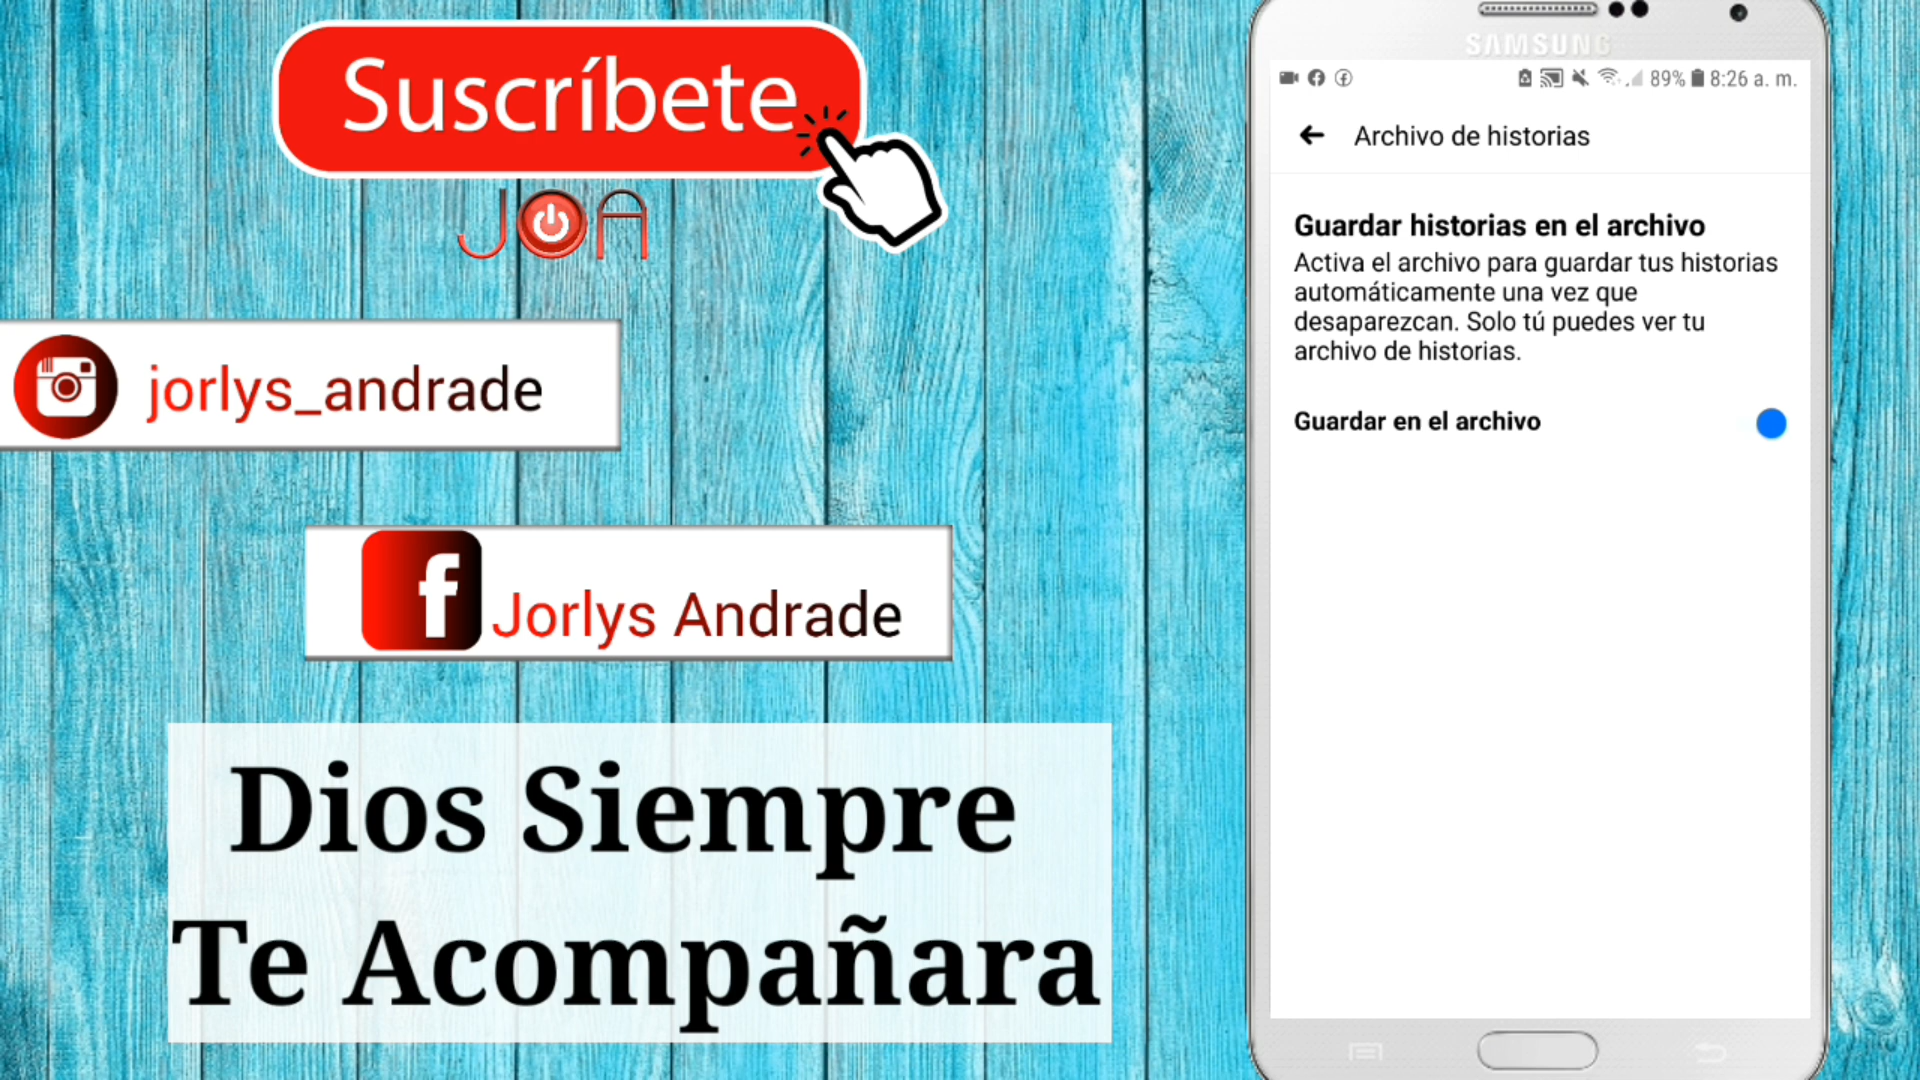 Suscríbete
JOA
jorlys_andrade
f Jorlys Andrade
Dios Siempre
Te Acompañara
SAMSUNG
89% 8:26 a. m.
Archivo de historias
Guardar historias en el archivo
Activa el archivo para guardar tus historias
automáticamente una vez que
desaparezcan. Solo tú puedes ver tu
archivo de historias.
Guardar en el archivo